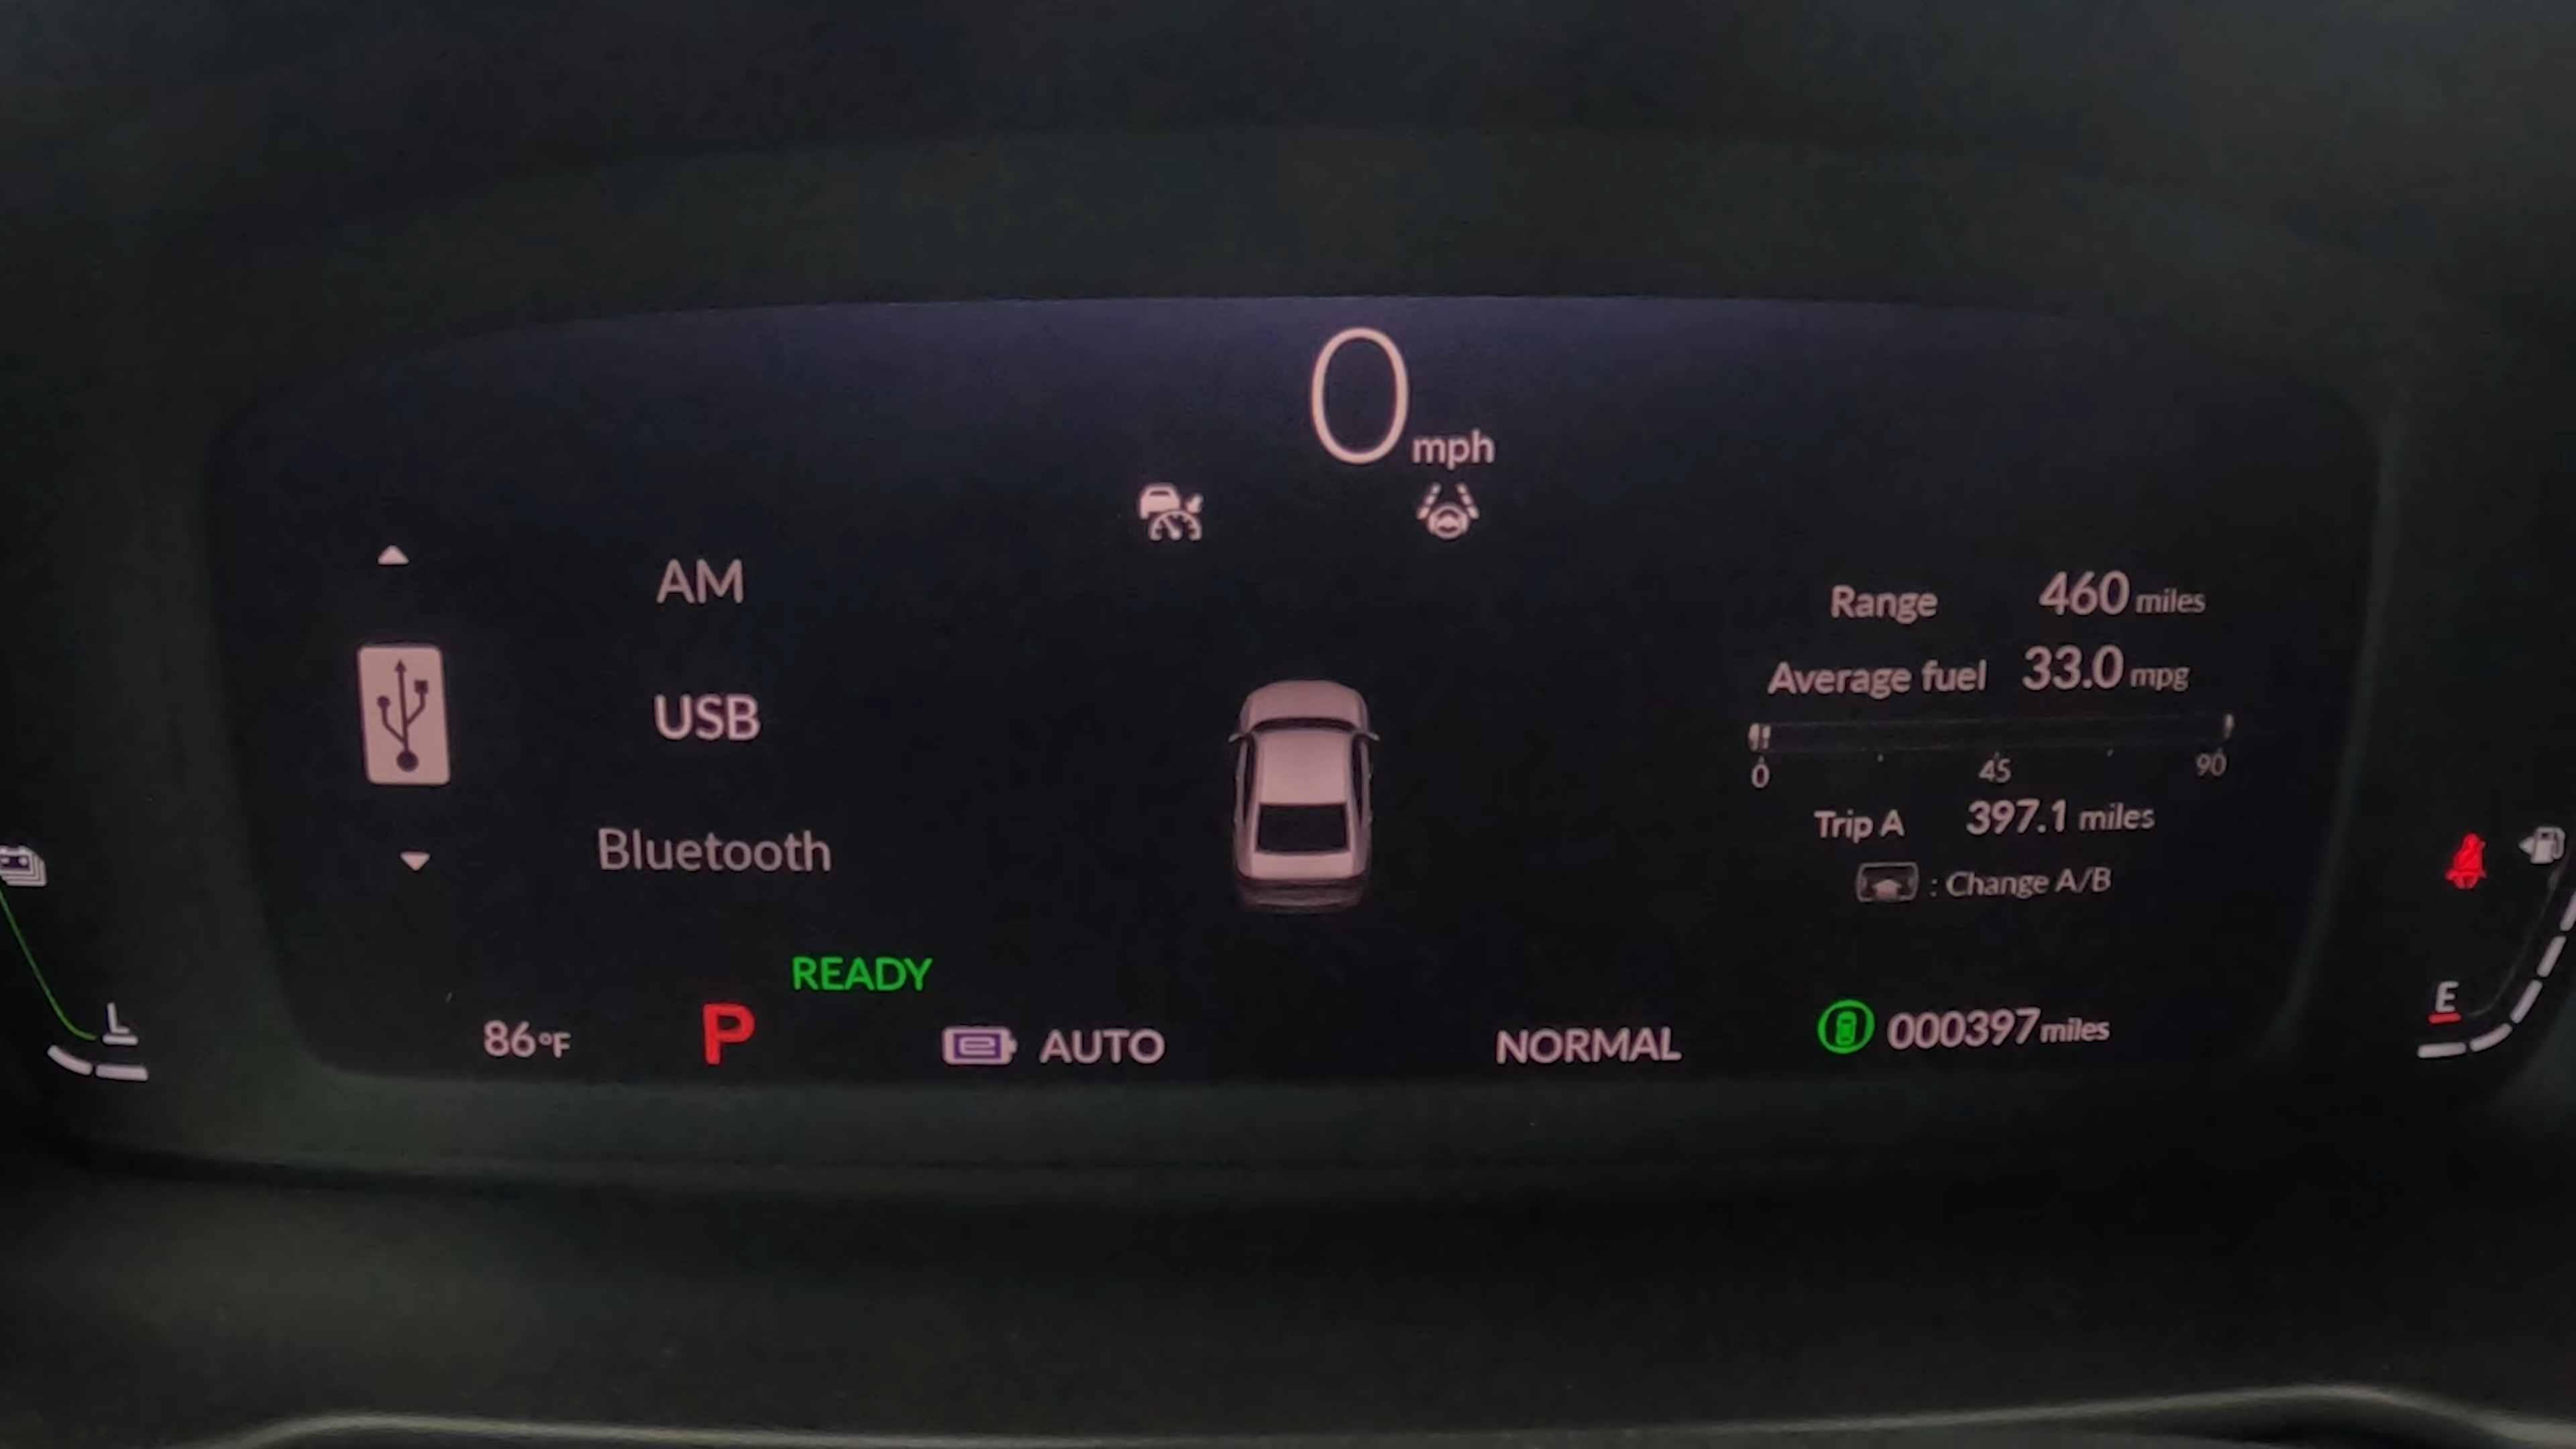 0 mph
AM
USB
Bluetooth
Range 460 miles
Average fuel 33.0 mpg
0 45 90
Trip A 397.1 miles
: Change A/B
READY
L
E
86°F P AUTO NORMAL 000397 miles